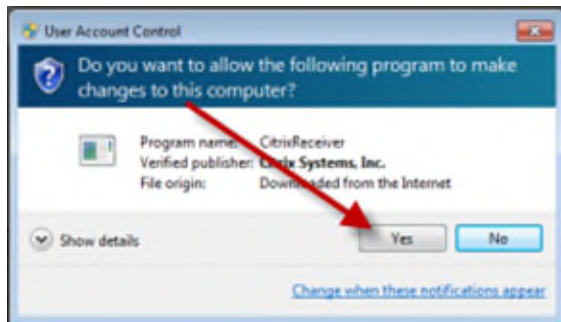 User Account Control
Do you want to allow the following program to make
changes to this computer?
Program name: CitrixReceiver
Verified publisher: Citrix Systems, Inc.
File origin: Downloaded from the Internet
Show details
Yes No
Change when these notifications appear